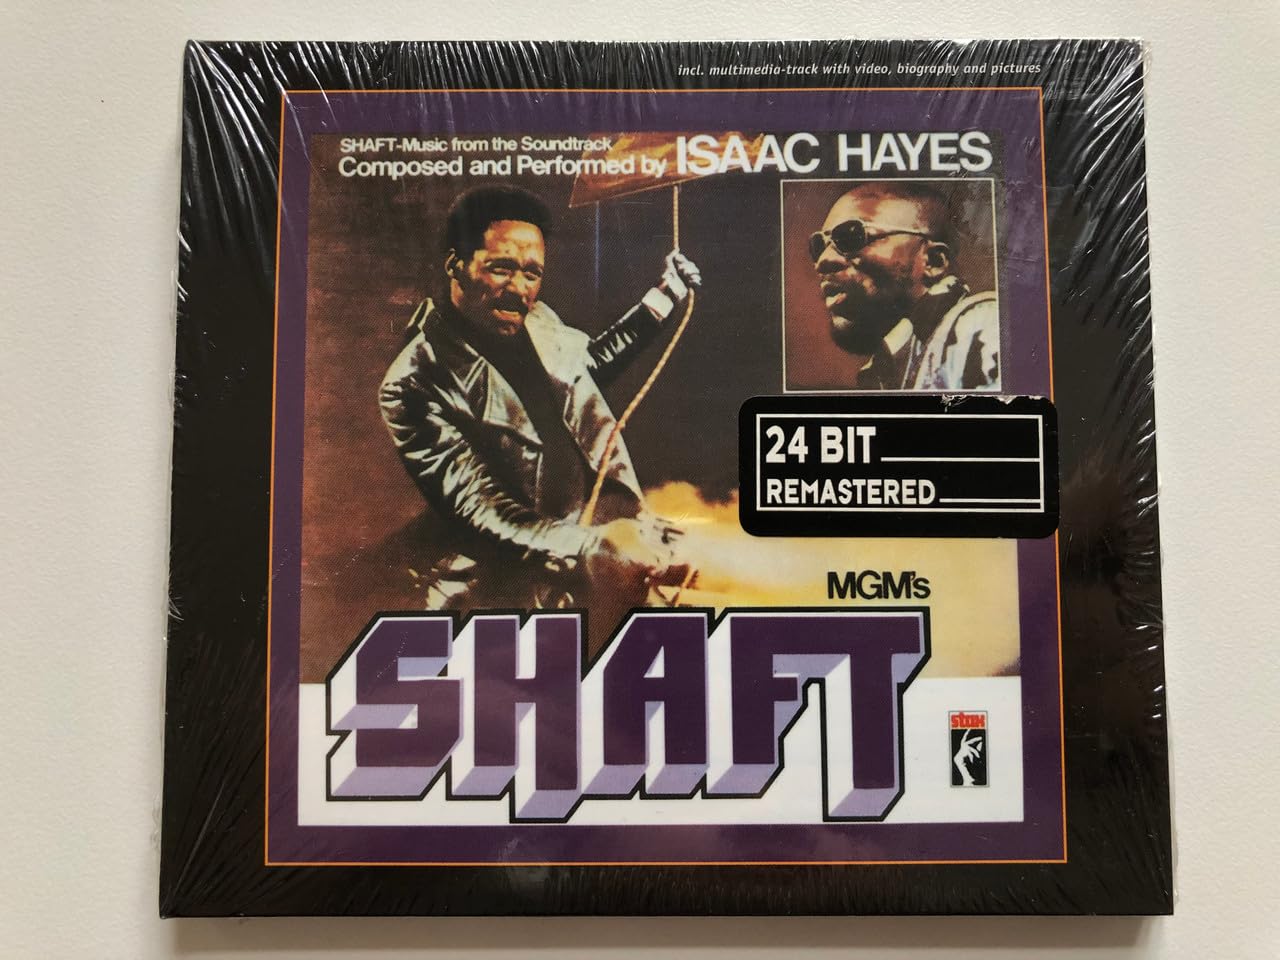 incl. multimedia-track with video, biography and pictures
SHAFT-Music from the Soundtrack
Composed and Performed by ISAAC HAYES
24 BIT
REMASTERED
MGM's
SHAFT
stax